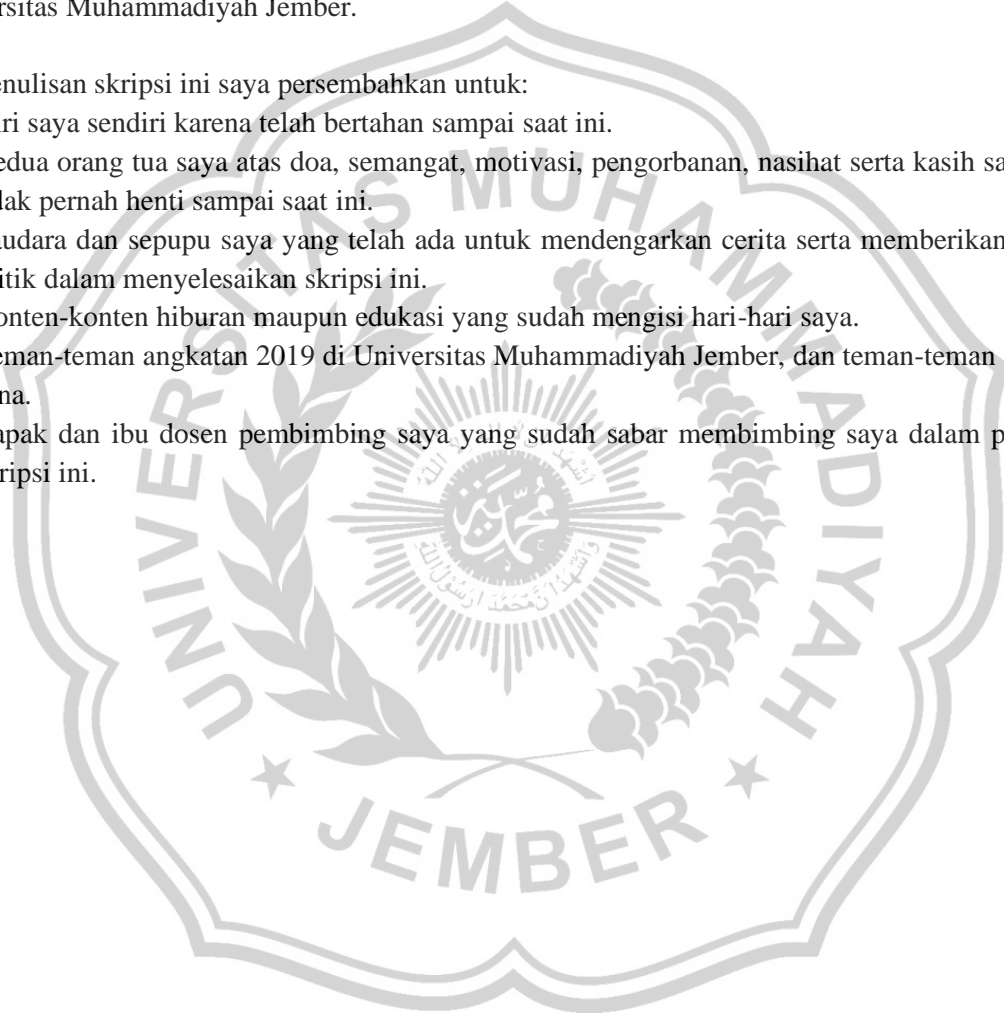 ersitas Muhammadiyah Jember.
enulisan skripsi ini saya persembahkan untuk:
iri saya sendiri karena telah bertahan sampai saat ini.
edua orang tua saya atas doa, semangat, motivasi, pengorbanan, nasihat serta kasih sa
dak pernah henti sampai saat ini.
audara dan sepupu saya yang telah ada untuk mendengarkan cerita serta memberikan
itik dalam menyelesaikan skripsi ini.
onten-konten hiburan maupun edukasi yang sudah mengisi hari-hari saya.
eman-teman angkatan 2019 di Universitas Muhammadiyah Jember, dan teman-teman
na.
apak dan ibu dosen pembimbing saya yang sudah sabar membimbing saya dalam p
ripsi ini.
UNIVERSITAS MUHAMMADIYAH
JEMBER